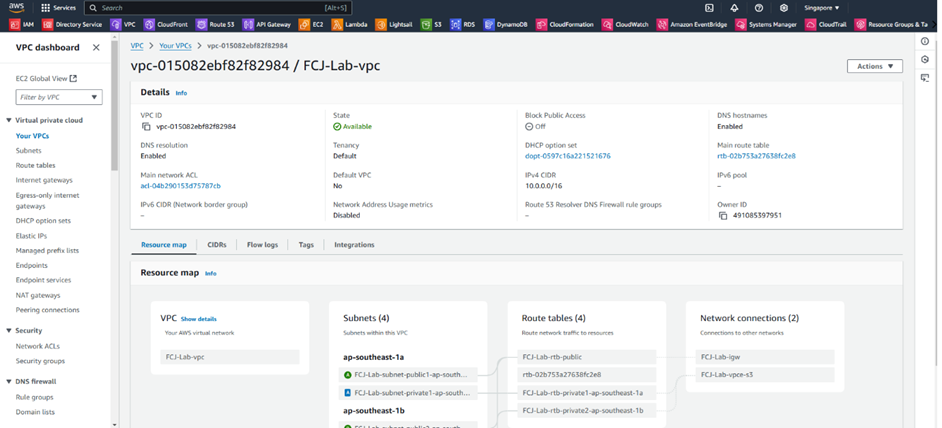 aws Services Search [Alt+S] Singapore
IAM Directory Service VPC CloudFront Route 53 API Gateway EC2 Lambda Lightsail S3 RDS DynamoDB CloudFormation CloudWatch Amazon EventBridge Systems Manager CloudTrail Resource Groups & Ta
VPC dashboard
EC2 Global View
Filter by VPC
Virtual private cloud
Your VPCs
Subnets
Route tables
Internet gateways
Egress-only internet
gateways
DHCP option sets
Elastic IPs
Managed prefix lists
Endpoints
Endpoint services
NAT gateways
Peering connections
Security
Network ACLs
Security groups
DNS firewall
Rule groups
Domain lists
VPC > Your VPCs > vpc-015082ebf82f82984
vpc-015082ebf82f82984 / FCJ-Lab-vpc
Actions
Details Info
VPC ID
vpc-015082ebf82f82984
State
Available
Block Public Access
Off
DNS hostnames
Enabled
DNS resolution
Enabled
Tenancy
Default
DHCP option set
dopt-0597c16a221521676
Main route table
rtb-02b753a27638fc2e8
Main network ACL
acl-04b290153d75787cb
Default VPC
No
IPv4 CIDR
10.0.0.0/16
IPv6 pool
–
IPv6 CIDR (Network border group)
–
Network Address Usage metrics
Disabled
Route 53 Resolver DNS Firewall rule groups
–
Owner ID
491085397951
Resource map CIDRs Flow logs Tags Integrations
Resource map Info
VPC Show details
Your AWS virtual network
FCJ-Lab-vpc
Subnets (4)
Subnets within this VPC
ap-southeast-1a
A FCJ-Lab-subnet-public1-ap-south...
A FCJ-Lab-subnet-private1-ap-south...
ap-southeast-1b
Route tables (4)
Route network traffic to resources
FCJ-Lab-rtb-public
rtb-02b753a27638fc2e8
FCJ-Lab-rtb-private1-ap-southeast-1a
FCJ-Lab-rtb-private2-ap-southeast-1b
Network connections (2)
Connections to other networks
FCJ-Lab-igw
FCJ-Lab-vpce-s3